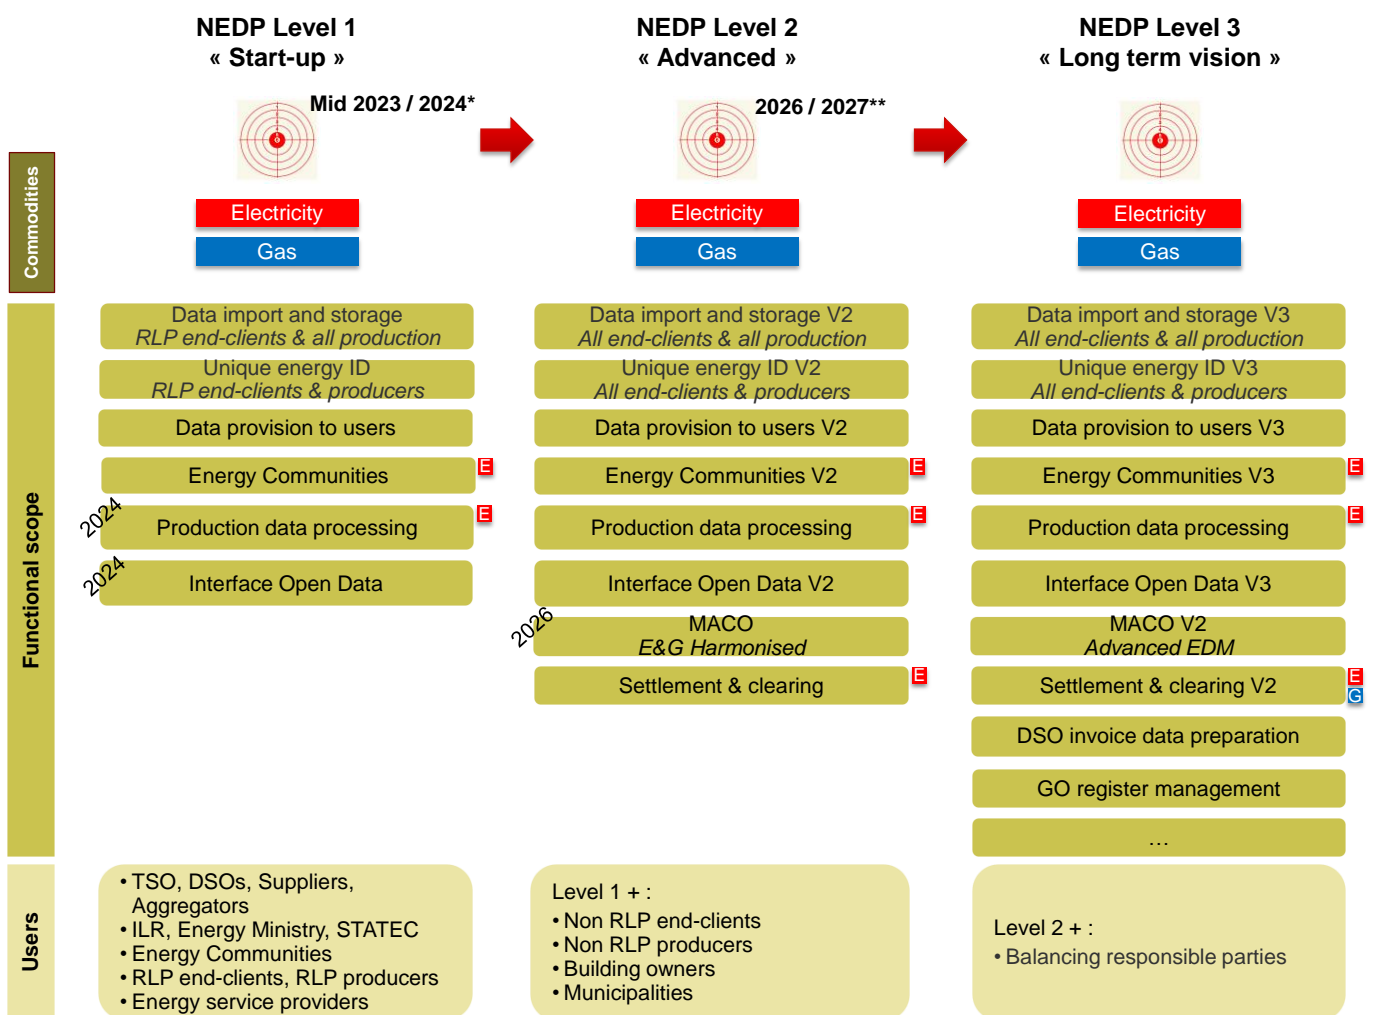 NEDP Level 1
« Start-up »
Mid 2023 / 2024*
NEDP Level 2
« Advanced »
2026 / 2027**
NEDP Level 3
« Long term vision »
Commodities
Electricity
Gas
Electricity
Gas
Electricity
Gas
Functional scope
Data import and storage
RLP end-clients & all production
Unique energy ID
RLP end-clients & producers
Data provision to users
Energy Communities
E
2024
Production data processing
E
2024
Interface Open Data
Data import and storage V2
All end-clients & all production
Unique energy ID V2
All end-clients & producers
Data provision to users V2
Energy Communities V2
E
Production data processing
E
Interface Open Data V2
2026
MACO
E&G Harmonised
Settlement & clearing
E
Data import and storage V3
All end-clients & all production
Unique energy ID V3
All end-clients & producers
Data provision to users V3
Energy Communities V3
E
Production data processing
E
Interface Open Data V3
MACO V2
Advanced EDM
Settlement & clearing V2
E
G
DSO invoice data preparation
GO register management
...
Users
• TSO, DSOs, Suppliers,
Aggregators
• ILR, Energy Ministry, STATEC
• Energy Communities
• RLP end-clients, RLP producers
• Energy service providers
Level 1 + :
• Non RLP end-clients
• Non RLP producers
• Building owners
• Municipalities
Level 2 + :
• Balancing responsible parties